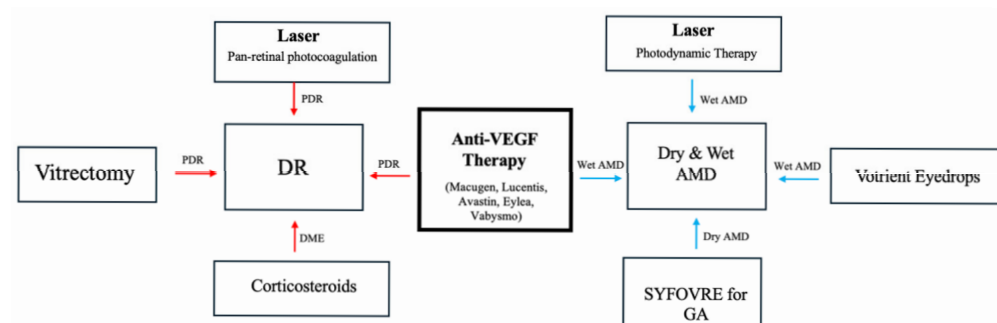 Laser
Pan-retinal photocoagulation
Laser
Photodynamic Therapy
PDR
Wet AMD
Vitrectomy
PDR
DR
PDR
Anti-VEGF
Therapy
(Macugen, Lucentis,
Avastin, Eylea,
Vabysmo)
Wet AMD
Dry & Wet
AMD
Wet AMD
Votrient Eyedrops
DME
Dry AMD
Corticosteroids
SYFOVRE for
GA